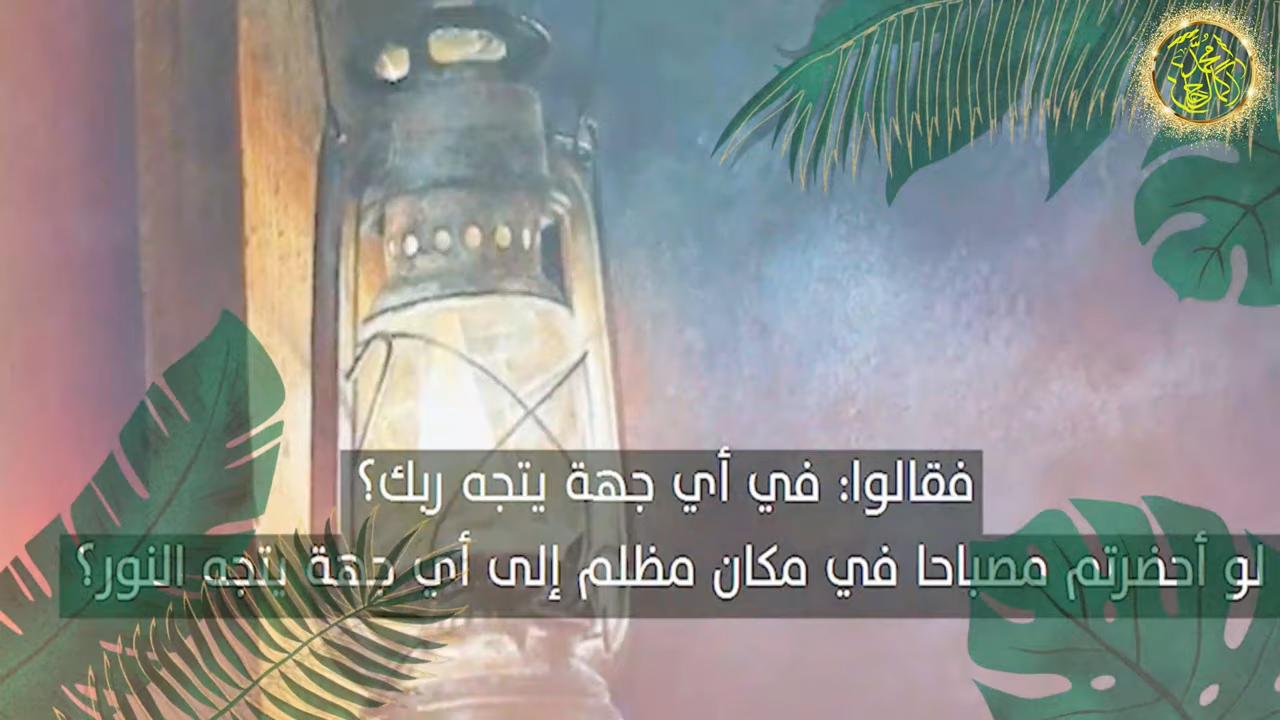 فقالوا: في أي جهة يتجه ربك؟
لو أحضرتم مصباحا في مكان مظلم إلى أي جهة يتجه النور؟